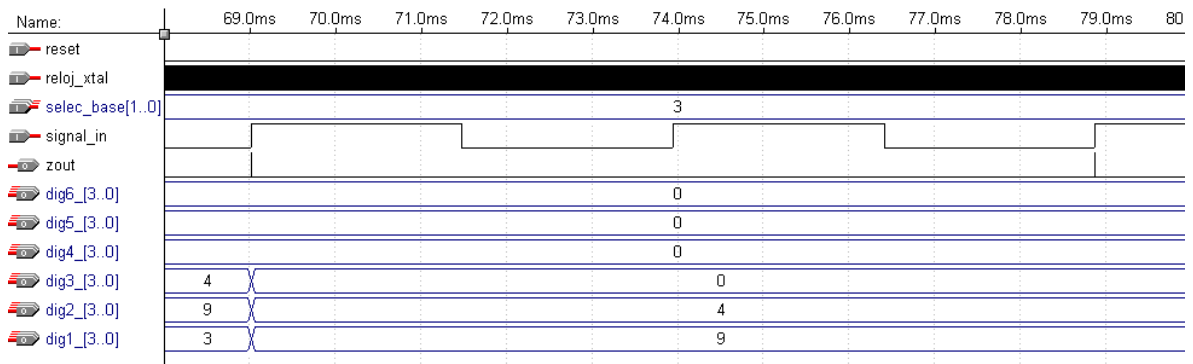 Name: 69.0ms 70.0ms 71.0ms 72.0ms 73.0ms 74.0ms 75.0ms 76.0ms 77.0ms 78.0ms 79.0ms 80
reset
reloj_xtal
selec_base[1..0] 3
signal_in
zout
dig6_[3..0] 0
dig5_[3..0] 0
dig4_[3..0] 0
dig3_[3..0] 4 0
dig2_[3..0] 9 4
dig1_[3..0] 3 9